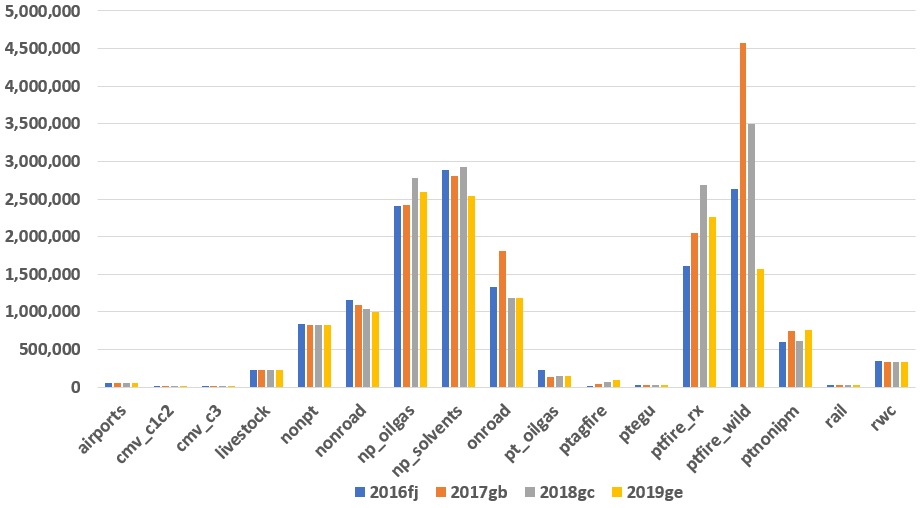 5,000,000
4,500,000
4,000,000
3,500,000
3,000,000
2,500,000
2,000,000
1,500,000
1,000,000
500,000
0
airports
cmv_c1c2
cmv_c3
livestock
nonpt
nonroad
np_oilgas
np_solvents
onroad
pt_oilgas
ptagfire
ptegu
ptfire_rx
ptfire_wild
ptnonipm
rail
rwc
2016fj 2017gb 2018gc 2019ge